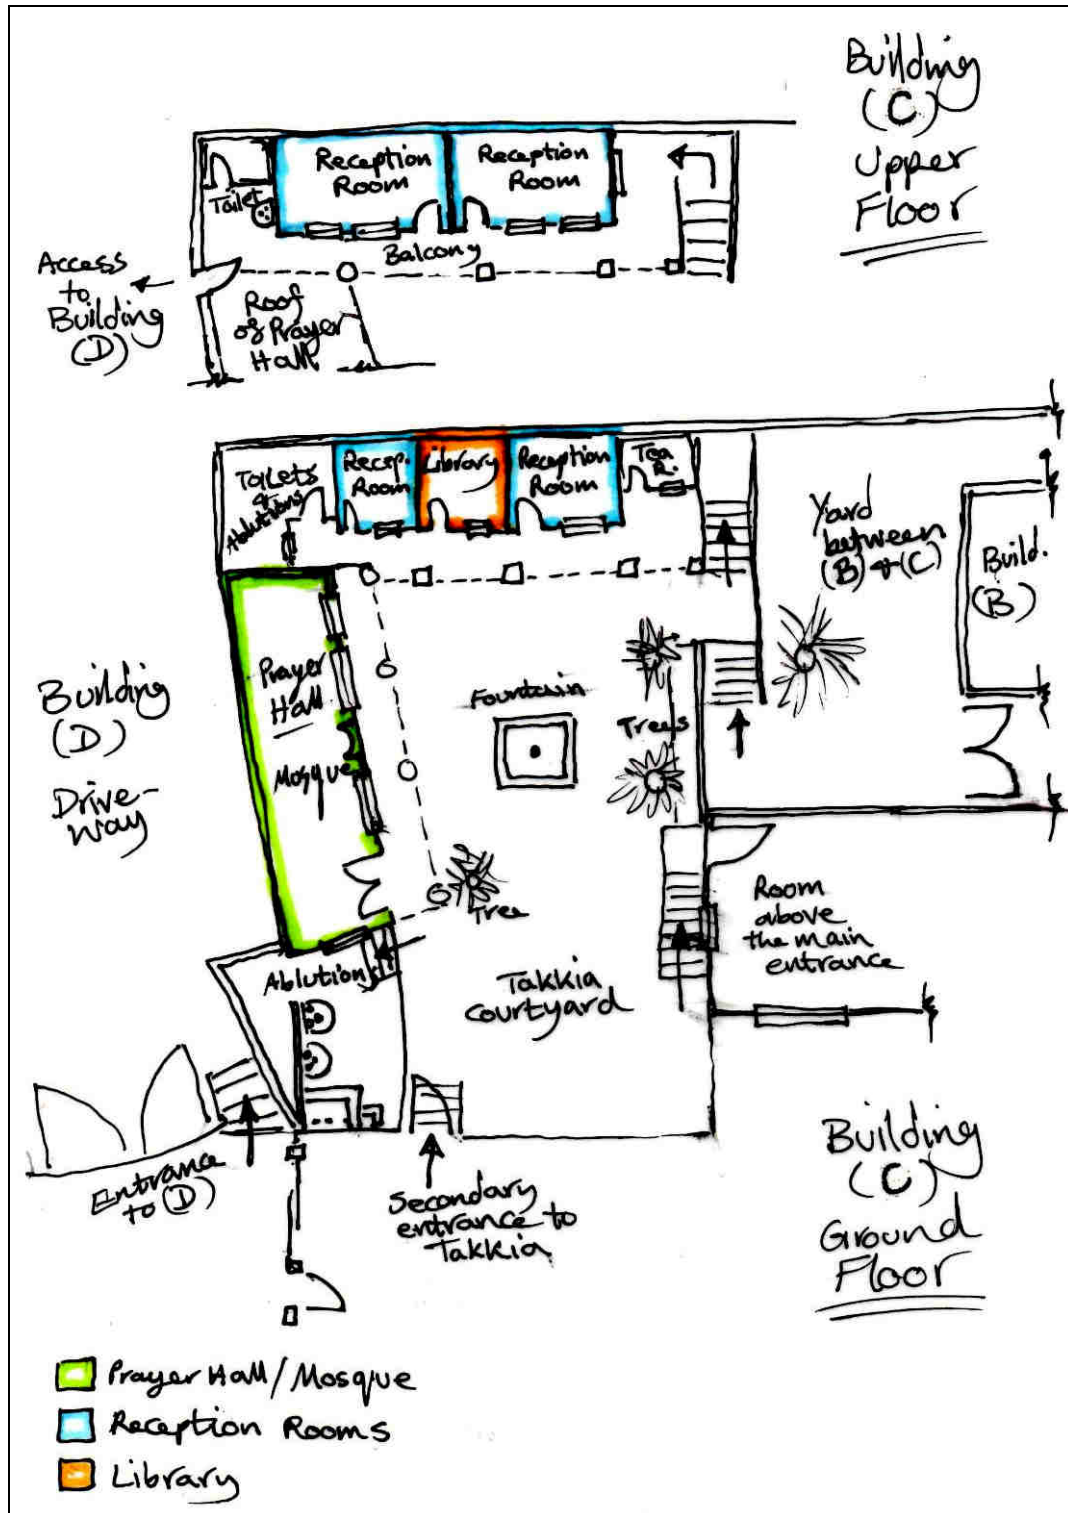 Building
(C)
Upper
Floor
Reception
Room
Reception
Room
Toilet
Balcony
Access
to
Building
(D)
Roof
of Prayer
Hall
Toilets
&
Ablutions
Recep.
Room
Library
Reception
Room
Tea
R.
Yard
between
(B) & (C)
Build.
(B)
Building
(D)
Drive-
way
Prayer
Hall
Mosque
Fountain
Trees
Tree
Room
above
the main
entrance
Ablution
Takkia
courtyard
Entrance
to (D)
Secondary
entrance to
Takkia
Building
(C)
Ground
Floor
Prayer Hall/Mosque
Reception Rooms
Library